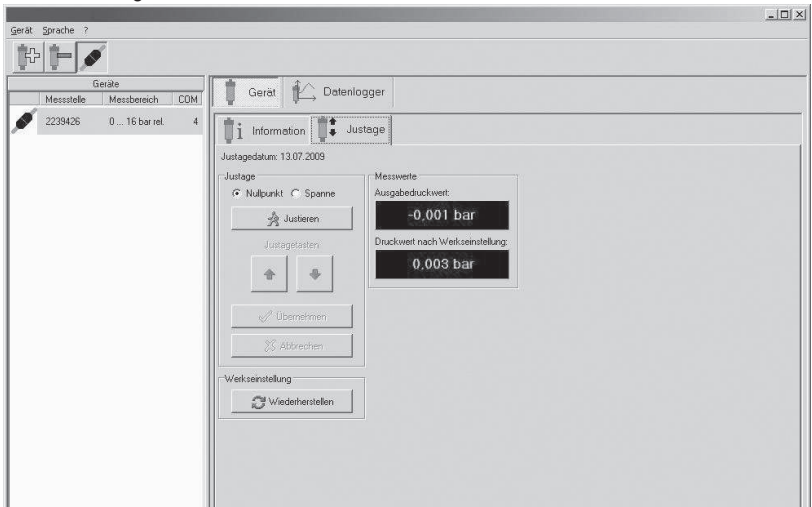 Gerät Sprache ?
Geräte
Messstelle Messbereich COM
2239426 0 ... 16 bar rel. 4
Gerät Datenlogger
Information Justage
Justagedatum: 13.07.2009
Justage
Nullpunkt Spanne
Justieren
Justagetasten
Übernehmen
Abbrechen
Werkseinstellung
Wiederherstellen
Messwerte
Ausgabedruckwert:
-0,001 bar
Druckwert nach Werkseinstellung:
0,003 bar